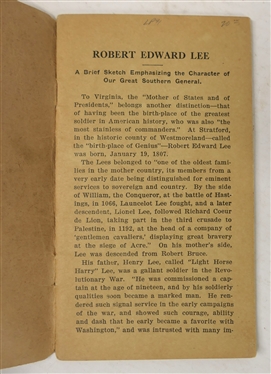 ROBERT EDWARD LEE
A Brief Sketch Emphasizing the Character of
Our Great Southern General.
To Virginia, the "Mother of States and of
Presidents," belongs another distinction—that
of having been the birth-place of the greatest
soldier in American history, who was also "the
most stainless of commanders." At Stratford,
in the historic county of Westmoreland—called
the "birth-place of Genius"—Robert Edward Lee
was born, January 19, 1807.
The Lees belonged to "one of the oldest fami-
lies in the mother country, its members from a
very early date being distinguished for eminent
services to sovereign and country. By the side
of William, the Conqueror, at the battle of Hast-
ings, in 1066, Launcelot Lee fought, and a later
descendent, Lionel Lee, followed Richard Coeur
de Lion, taking part in the third crusade to
Palestine, in 1192, at the head of a company of
'gentlemen cavaliers,' displaying great bravery
at the siege of Acre." On his mother's side,
Lee was descended from Robert Bruce.
His father, Henry Lee, called "Light Horse
Harry" Lee, was a gallant soldier in the Rev-
olutionary War. "He was commissioned a cap-
tain at the age of nineteen, and by his soldierly
qualities soon became a marked man. He ren-
dered such signal service in the early campaigns
of the war, and showed such courage, ability
and dash that he early became a favorite with
Washington," and was intrusted with many im-